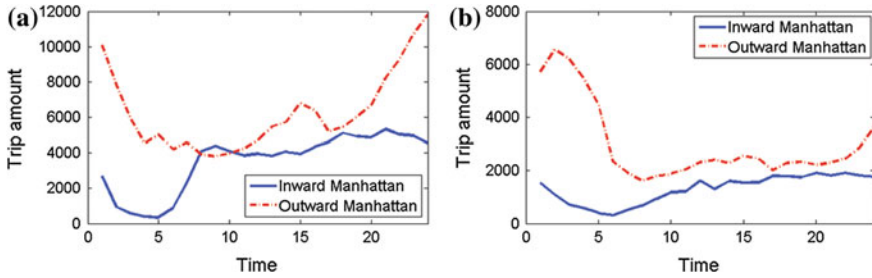 (a)
12000
10000
8000
6000
4000
2000
0
Trip amount
0 5 10 15 20
Time
Inward Manhattan
Outward Manhattan
(b)
8000
6000
4000
2000
0
Trip amount
0 5 10 15 20
Time
Inward Manhattan
Outward Manhattan